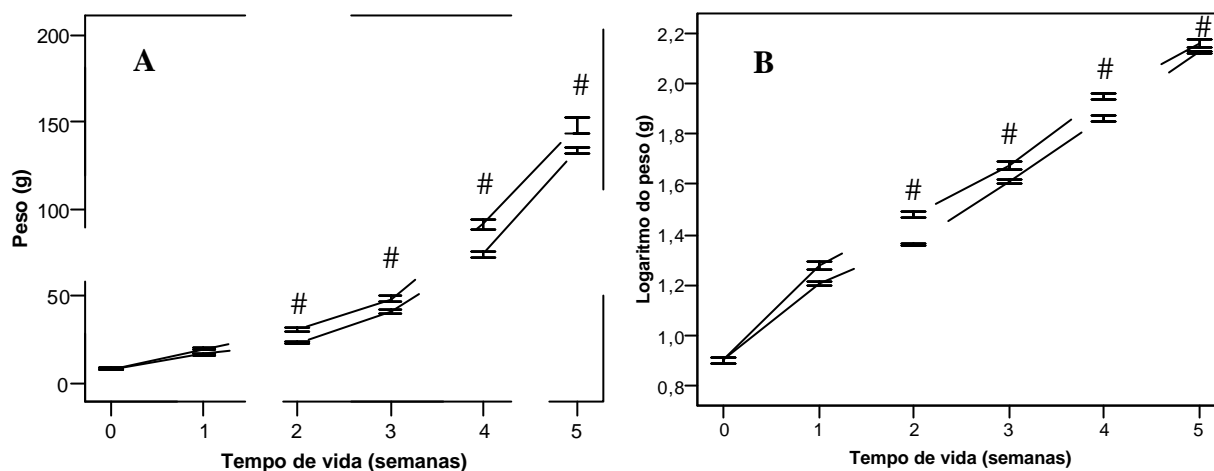 A
Peso (g)
200
150
100
50
0
# # # #
0 1 2 3 4 5
Tempo de vida (semanas)
B
Logaritmo do peso (g)
2,2
2,0
1,8
1,6
1,4
1,2
1,0
0,8
# # # #
0 1 2 3 4 5
Tempo de vida (semanas)